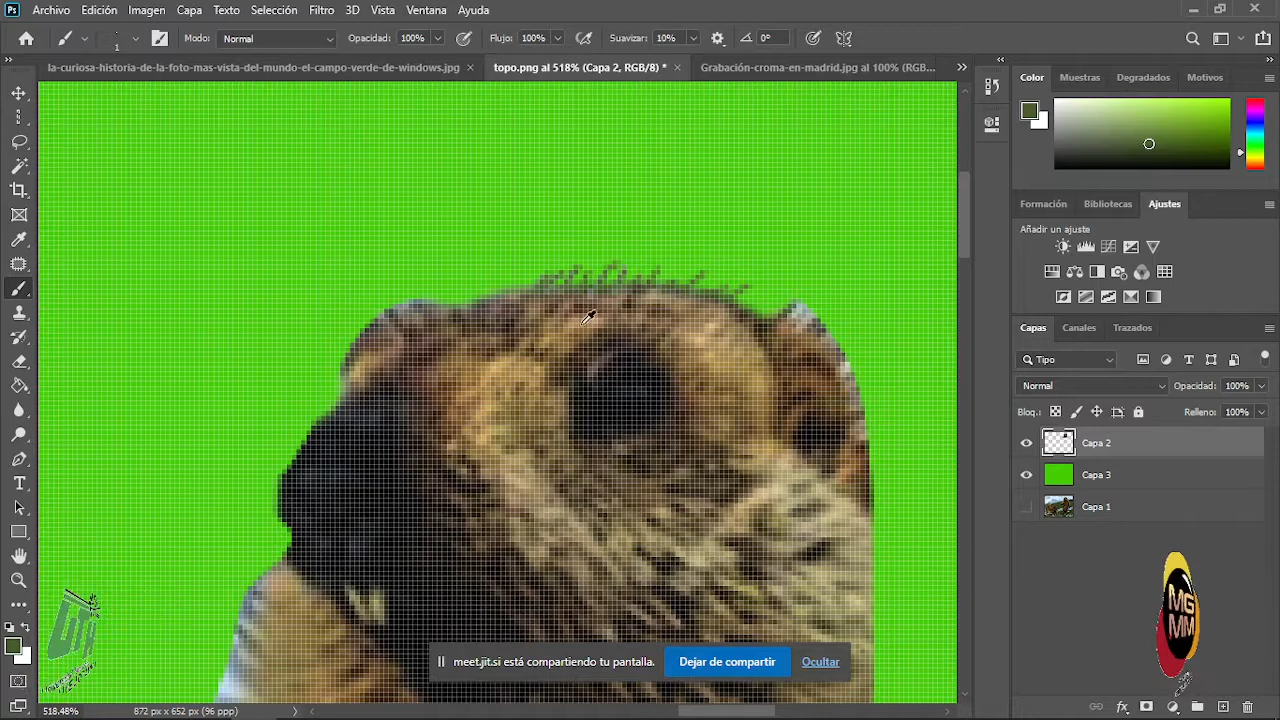 Ps Archivo Edición Imagen Capa Texto Selección Filtro 3D Vista Ventana Ayuda
1 Modo: Normal Opacidad: 100% Flujo: 100% Suavizar: 10% 0°
la-curiosa-historia-de-la-foto-mas-vista-del-mundo-el-campo-verde-de-windows.jpg × topo.png al 518% (Capa 2, RGB/8) * × Grabación-croma-en-madrid.jpg al 100% (RGB...
Color Muestras Degradados Motivos
Formación Bibliotecas Ajustes
Añadir un ajuste
Capas Canales Trazados
Tipo
Normal Opacidad: 100%
Bloq.: Relleno: 100%
Capa 2
Capa 3
Capa 1
MG
MM
meet.jit.si está compartiendo tu pantalla. Dejar de compartir Ocultar
518.48% 872 px x 652 px (96 ppp)